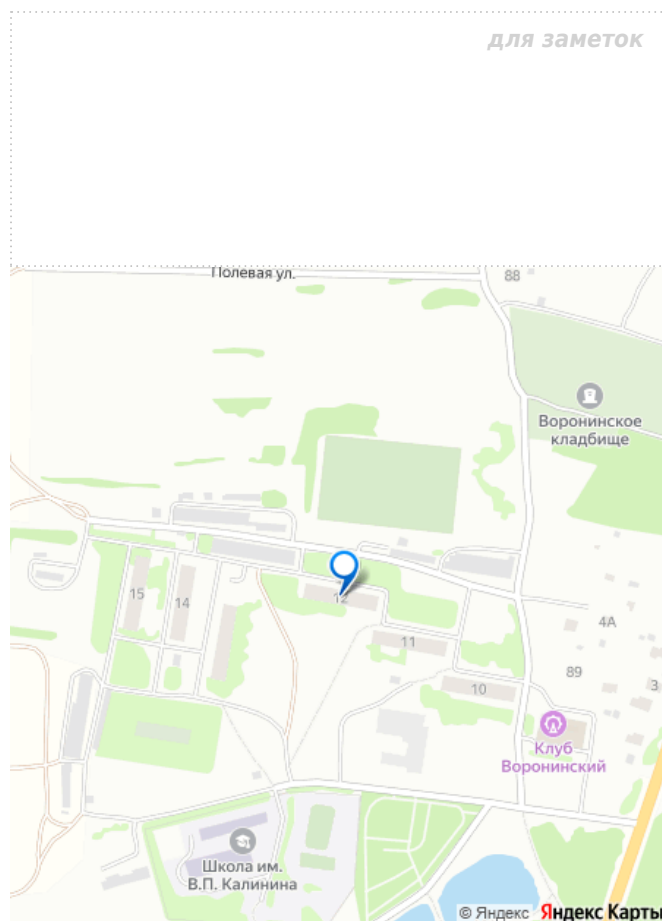 для заметок
Полевая ул.
88
Воронинское
кладбище
15
14
12
4А
11
89
3
10
Клуб
Воронинский
Школа им.
В.П. Калинина
© Яндекс Яндекс Карты